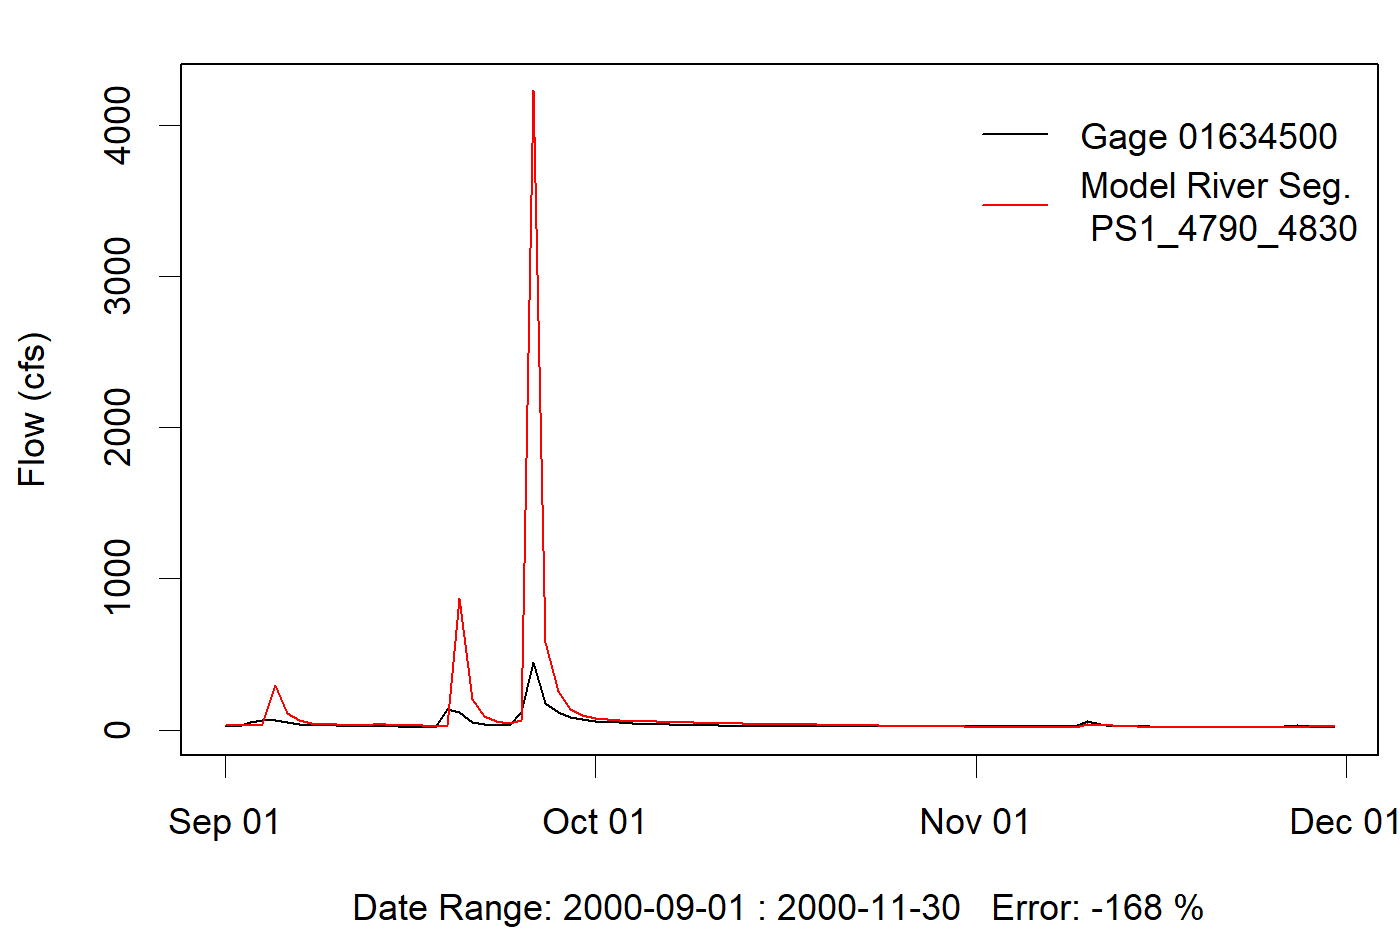 4000
3000
2000
1000
0
Flow (cfs)
Gage 01634500
Model River Seg.
PS1_4790_4830
Sep 01
Oct 01
Nov 01
Dec 01
Date Range: 2000-09-01 : 2000-11-30   Error: -168 %